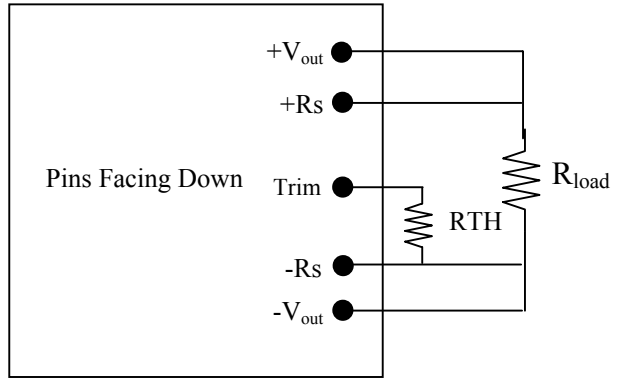 +Vout
+Rs
Pins Facing Down
Trim
Rload
RTH
-Rs
-Vout